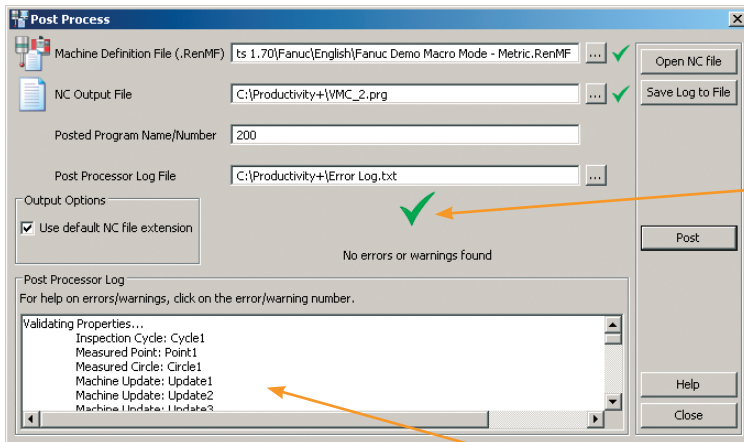 Post Process
Machine Definition File (.RenMF) ts 1.70\Fanuc\English\Fanuc Demo Macro Mode - Metric.RenMF ...
Open NC file
NC Output File C:\Productivity+\VMC_2.prg ...
Save Log to File
Posted Program Name/Number 200
Post Processor Log File C:\Productivity+\Error Log.txt ...
Output Options
Use default NC file extension
No errors or warnings found
Post
Post Processor Log
For help on errors/warnings, click on the error/warning number.
Validating Properties...
Inspection Cycle: Cycle1
Measured Point: Point1
Measured Circle: Circle1
Machine Update: Update1
Machine Update: Update2
Machine Update: Update3
Help
Close